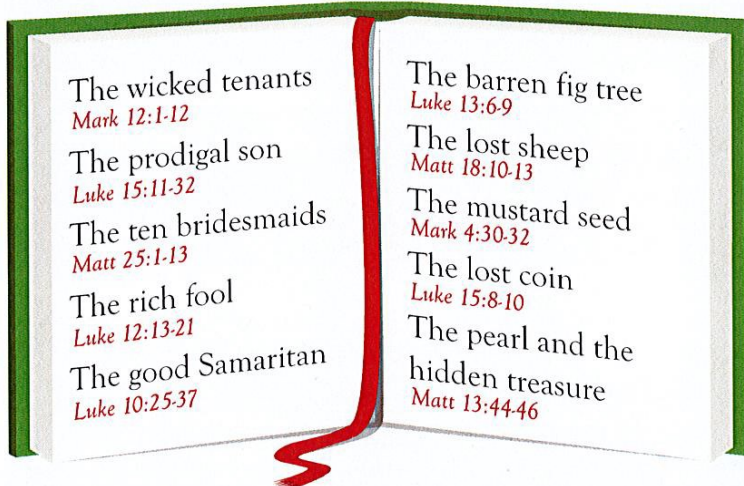 The wicked tenants
Mark 12:1-12
The prodigal son
Luke 15:11-32
The ten bridesmaids
Matt 25:1-13
The rich fool
Luke 12:13-21
The good Samaritan
Luke 10:25-37
The barren fig tree
Luke 13:6-9
The lost sheep
Matt 18:10-13
The mustard seed
Mark 4:30-32
The lost coin
Luke 15:8-10
The pearl and the
hidden treasure
Matt 13:44-46